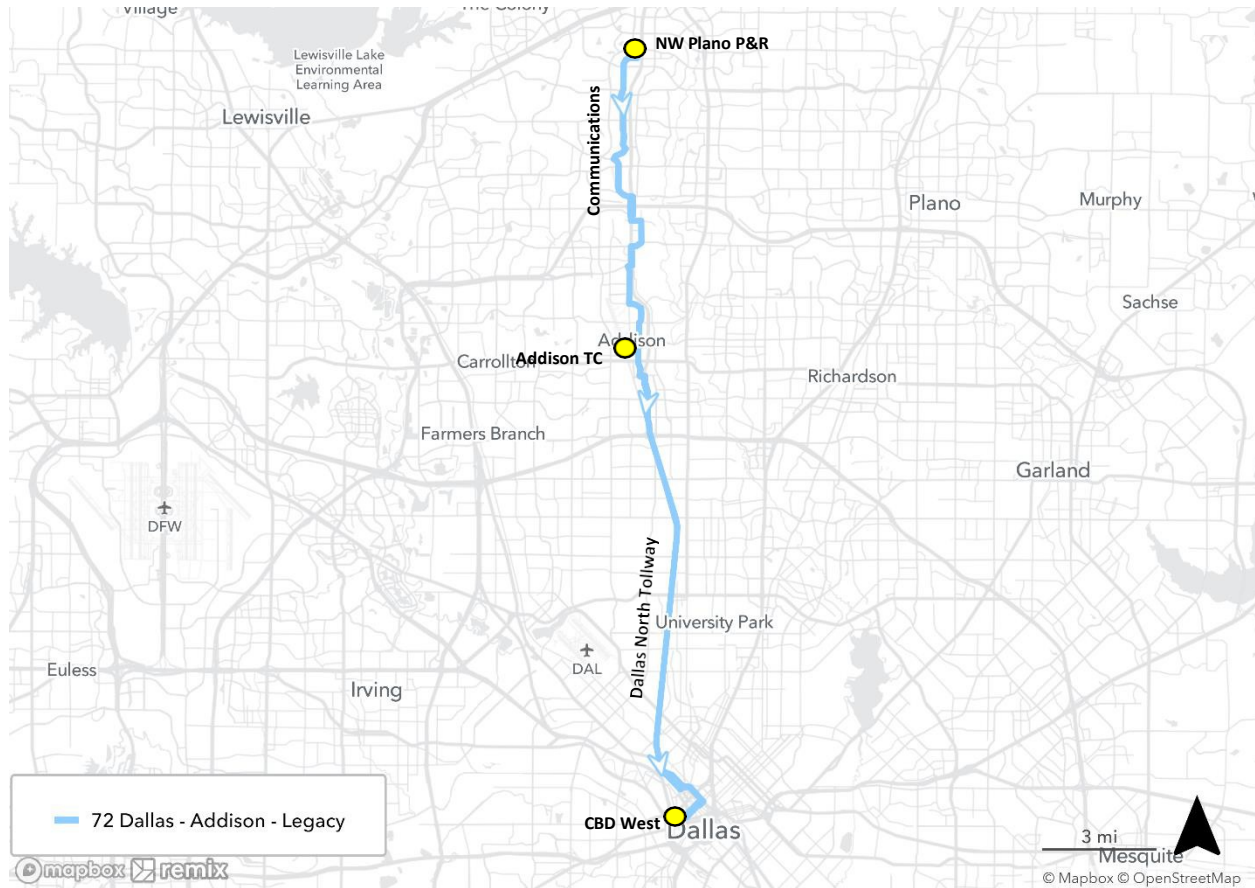 Village
The Colony
Lewisville Lake
Environmental
Learning Area
NW Plano P&R
Lewisville
Communications
Plano
Murphy
Sachse
Addison
Addison TC
Carrollton
Richardson
Farmers Branch
Garland
DFW
Dallas North Tollway
University Park
DAL
Euless
Irving
72 Dallas - Addison - Legacy
CBD West
Dallas
3 mi
Mesquite
mapbox remix
© Mapbox © OpenStreetMap